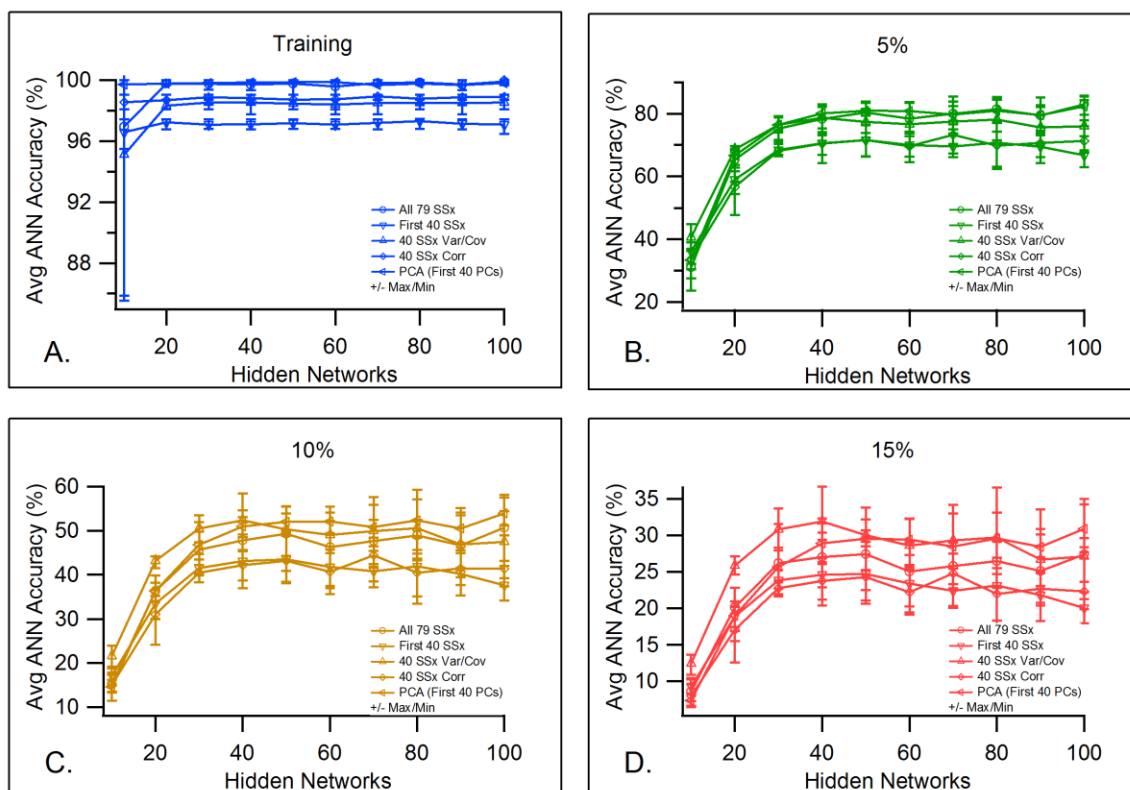 Training
Avg ANN Accuracy (%)
100
96
92
88
All 79 SSx
First 40 SSx
40 SSx Var/Cov
40 SSx Corr
PCA (First 40 PCs)
+/- Max/Min
20 40 60 80 100
Hidden Networks
A.
5%
Avg ANN Accuracy (%)
80
60
40
20
All 79 SSx
First 40 SSx
40 SSx Var/Cov
40 SSx Corr
PCA (First 40 PCs)
+/- Max/Min
20 40 60 80 100
Hidden Networks
B.
10%
Avg ANN Accuracy (%)
60
50
40
30
20
10
All 79 SSx
First 40 SSx
40 SSx Var/Cov
40 SSx Corr
PCA (First 40 PCs)
+/- Max/Min
20 40 60 80 100
Hidden Networks
C.
15%
Avg ANN Accuracy (%)
35
30
25
20
15
10
All 79 SSx
First 40 SSx
40 SSx Var/Cov
40 SSx Corr
PCA (First 40 PCs)
+/- Max/Min
20 40 60 80 100
Hidden Networks
D.